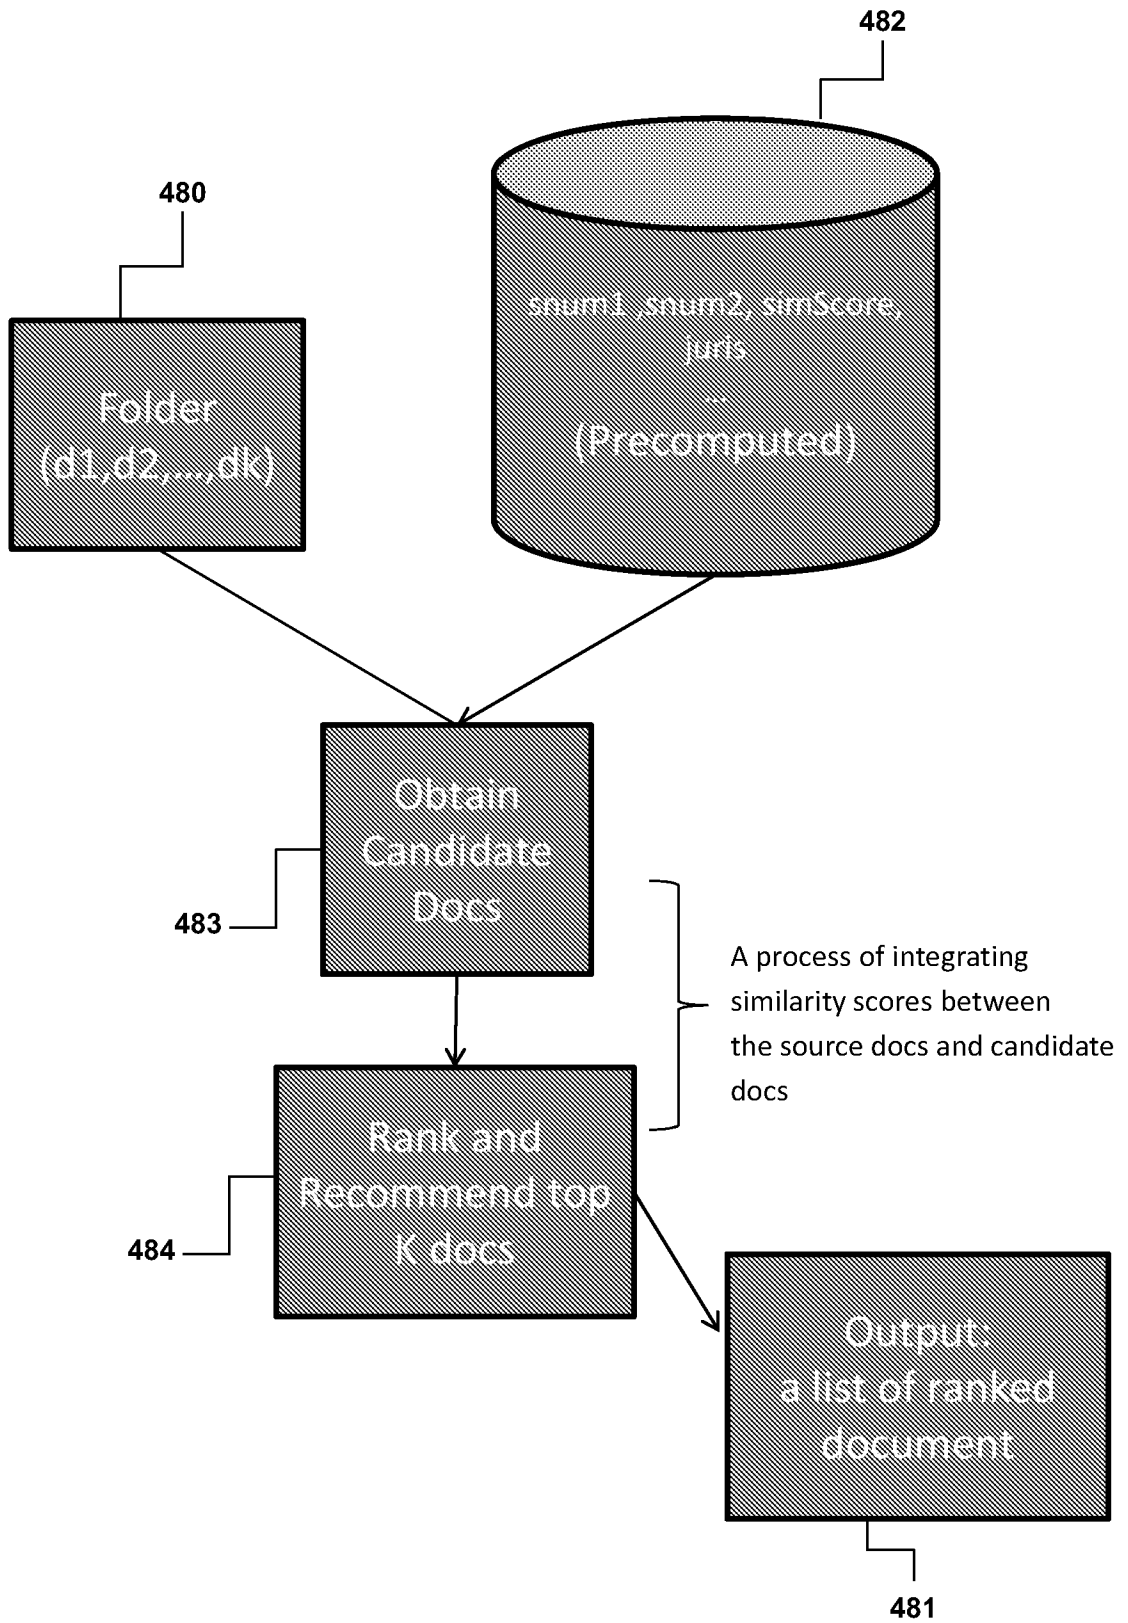 482
480
snum1 ,snum2, simScore,
juris
...
(Precomputed)
Folder
(d1,d2,...,dk)
Obtain
Candidate
Docs
483
A process of integrating
similarity scores between
the source docs and candidate
docs
Rank and
Recommend top
K docs
484
Output:
a list of ranked
document
481